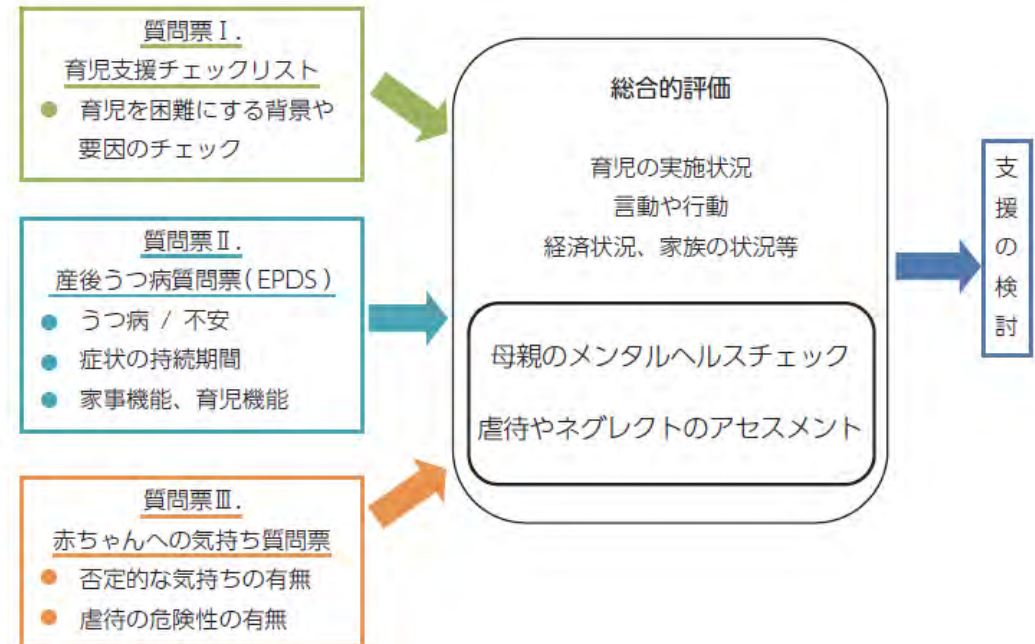 質問票Ⅰ.
育児支援チェックリスト
● 育児を困難にする背景や
要因のチェック
質問票Ⅱ.
産後うつ病質問票(EPDS)
● うつ病 / 不安
● 症状の持続期間
● 家事機能、育児機能
質問票Ⅲ.
赤ちゃんへの気持ち質問票
● 否定的な気持ちの有無
● 虐待の危険性の有無
総合的評価
育児の実施状況
言動や行動
経済状況、家族の状況等
母親のメンタルヘルスチェック
虐待やネグレクトのアセスメント
支援の検討